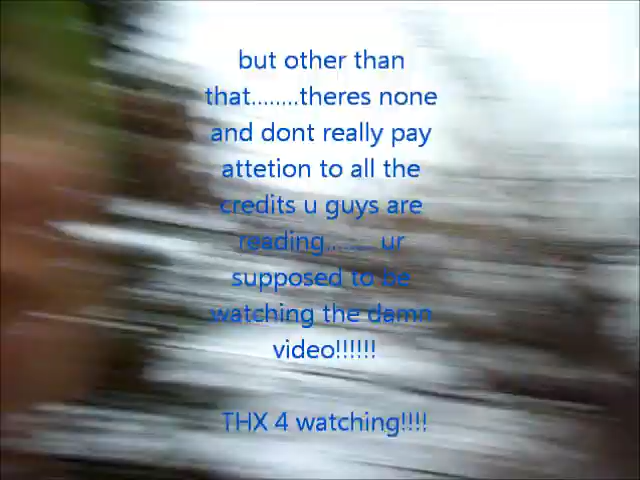 but other than
that........theres none
and dont really pay
attetion to all the
credits u guys are
reading........ ur
supposed to be
watching the damn
video!!!!!!
THX 4 watching!!!!